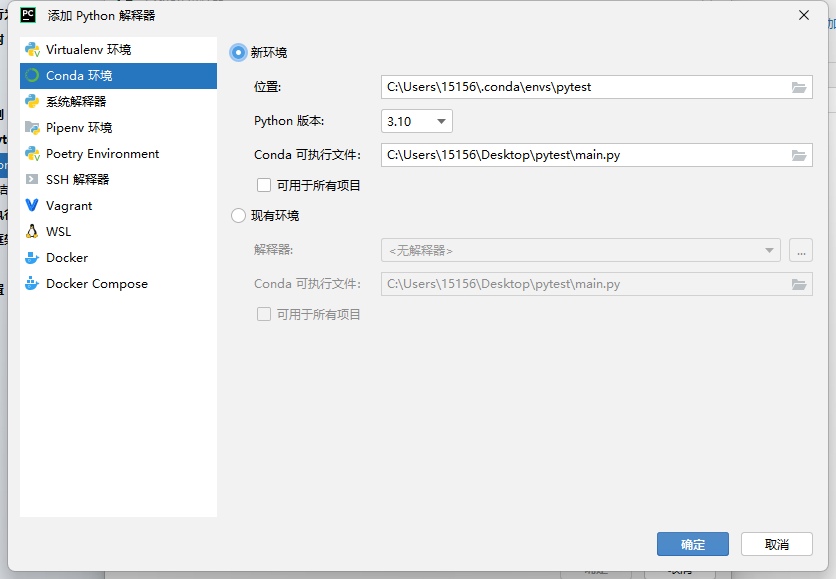 添加 Python 解释器
Virtualenv 环境
Conda 环境
系统解释器
Pipenv 环境
Poetry Environment
SSH 解释器
Vagrant
WSL
Docker
Docker Compose
新环境
位置: C:\Users\15156\.conda\envs\pytest
Python 版本: 3.10
Conda 可执行文件: C:\Users\15156\Desktop\pytest\main.py
可用于所有项目
现有环境
解释器: <无解释器> ...
Conda 可执行文件: C:\Users\15156\Desktop\pytest\main.py
可用于所有项目
确定 取消